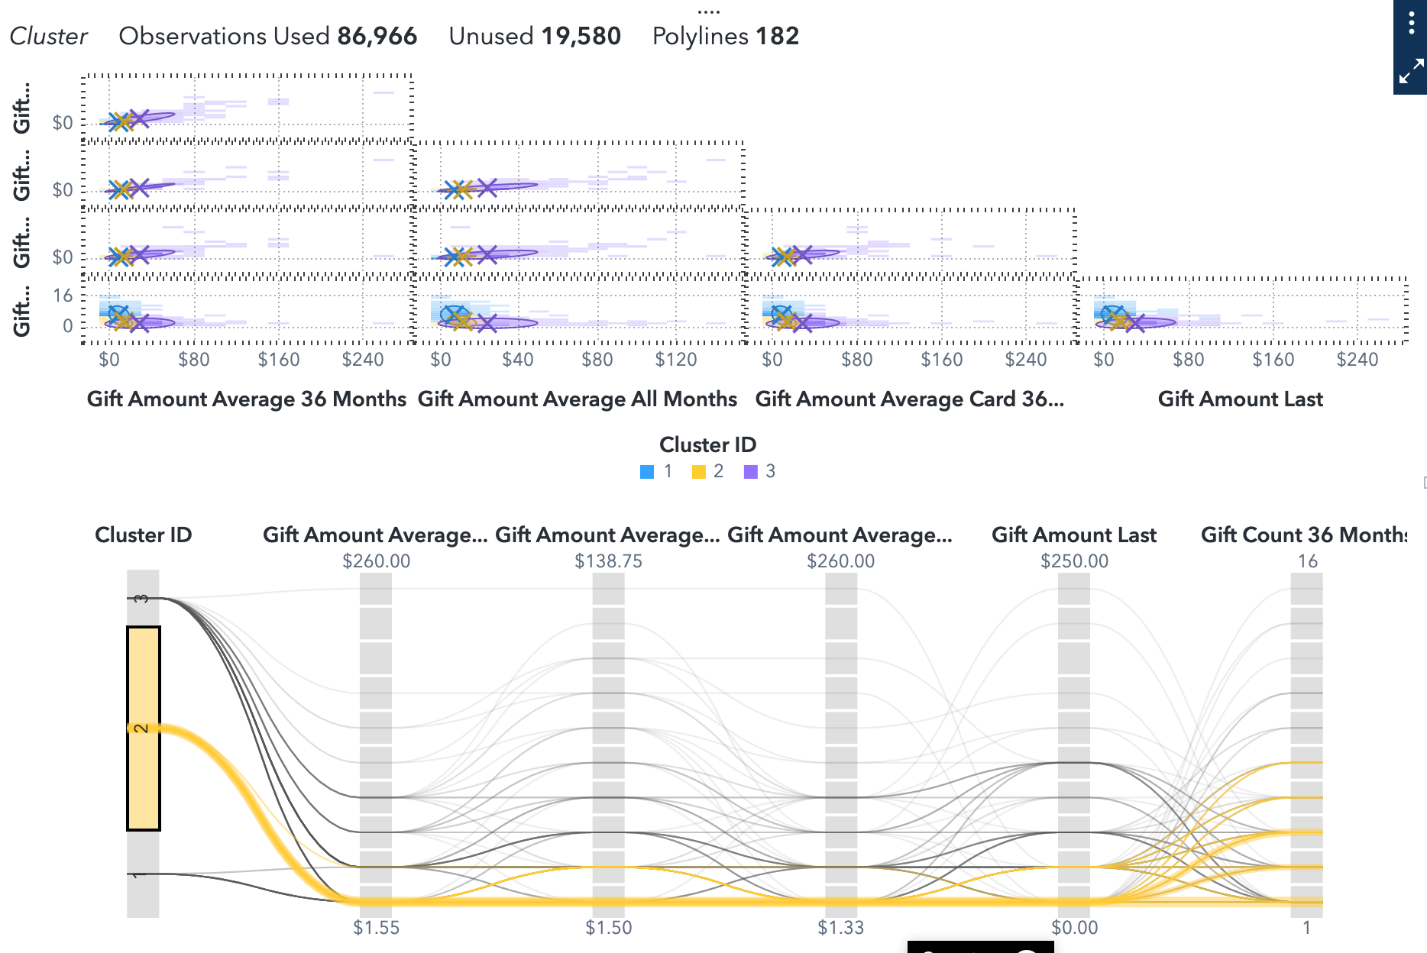 Cluster Observations Used 86,966 Unused 19,580 Polylines 182
Gift...
$0
Gift...
$0
Gift...
$0
Gift...
16
0
$0 $80 $160 $240 $0 $40 $80 $120 $0 $80 $160 $240 $0 $80 $160 $240
Gift Amount Average 36 Months Gift Amount Average All Months Gift Amount Average Card 36... Gift Amount Last
Cluster ID
1 2 3
Cluster ID Gift Amount Average... Gift Amount Average... Gift Amount Average... Gift Amount Last Gift Count 36 Months
$260.00 $138.75 $260.00 $250.00 16
3
2
1
$1.55 $1.50 $1.33 $0.00 1